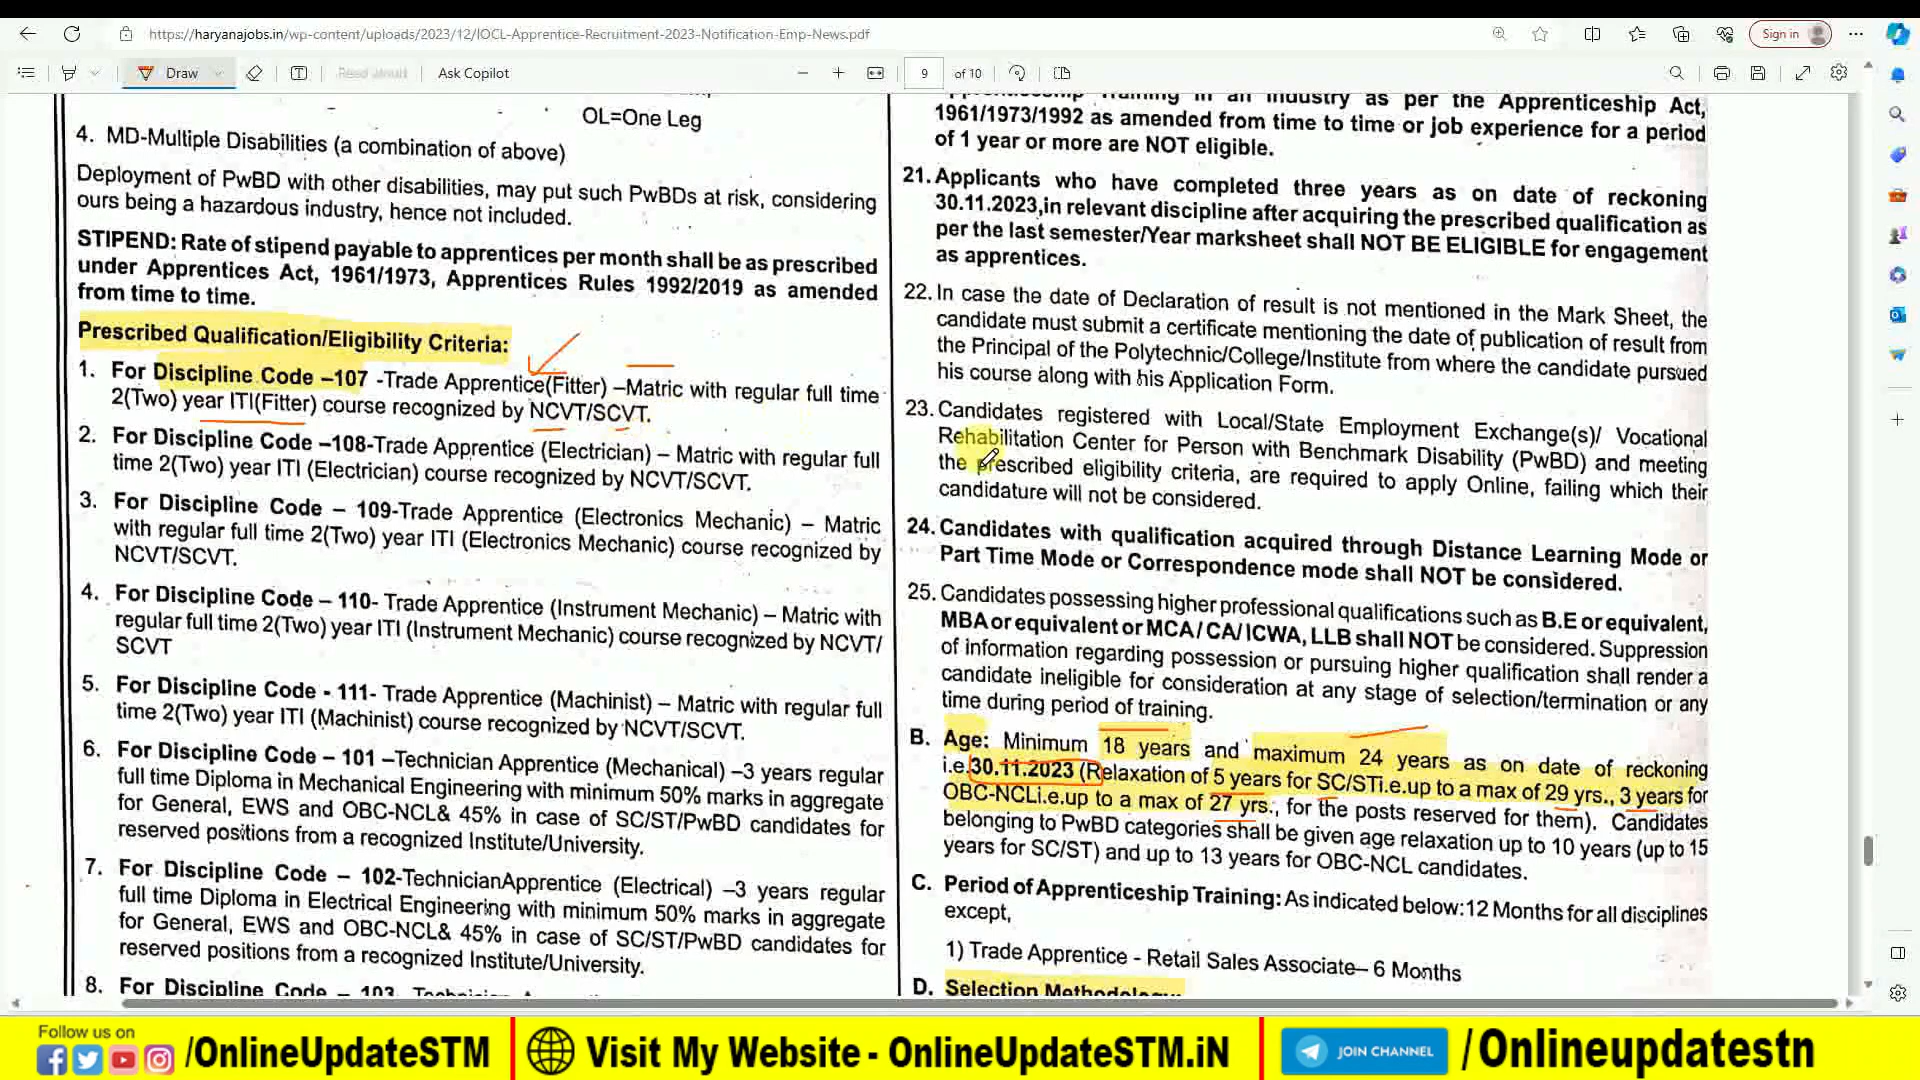 https://haryanajobs.in/wp-content/uploads/2023/12/IOCL-Apprentice-Recruitment-2023-Notification-Emp-News.pdf
Sign in
Draw
Read aloud
Ask Copilot
9
of 10
OL=One Leg
4. MD-Multiple Disabilities (a combination of above)
Deployment of PwBD with other disabilities, may put such PwBDs at risk, considering
ours being a hazardous industry, hence not included.
STIPEND: Rate of stipend payable to apprentices per month shall be as prescribed
under Apprentices Act, 1961/1973, Apprentices Rules 1992/2019 as amended
from time to time.
Prescribed Qualification/Eligibility Criteria:
1. For Discipline Code –107 -Trade Apprentice(Fitter) –Matric with regular full time
2(Two) year ITI(Fitter) course recognized by NCVT/SCVT.
2. For Discipline Code –108-Trade Apprentice (Electrician) – Matric with regular full
time 2(Two) year ITI (Electrician) course recognized by NCVT/SCVT.
3. For Discipline Code – 109-Trade Apprentice (Electronics Mechanic) – Matric
with regular full time 2(Two) year ITI (Electronics Mechanic) course recognized by
NCVT/SCVT.
4. For Discipline Code – 110- Trade Apprentice (Instrument Mechanic) – Matric with
regular full time 2(Two) year ITI (Instrument Mechanic) course recognized by NCVT/
SCVT
5. For Discipline Code - 111- Trade Apprentice (Machinist) – Matric with regular full
time 2(Two) year ITI (Machinist) course recognized by NCVT/SCVT.
6. For Discipline Code – 101 –Technician Apprentice (Mechanical) –3 years regular
full time Diploma in Mechanical Engineering with minimum 50% marks in aggregate
for General, EWS and OBC-NCL& 45% in case of SC/ST/PwBD candidates for
reserved positions from a recognized Institute/University.
7. For Discipline Code – 102-TechnicianApprentice (Electrical) –3 years regular
full time Diploma in Electrical Engineering with minimum 50% marks in aggregate
for General, EWS and OBC-NCL& 45% in case of SC/ST/PwBD candidates for
reserved positions from a recognized Institute/University.
8. For Discipline Code – 103-
Apprenticeship Training in an industry as per the Apprenticeship Act,
1961/1973/1992 as amended from time to time or job experience for a period
of 1 year or more are NOT eligible.
21. Applicants who have completed three years as on date of reckoning
30.11.2023,in relevant discipline after acquiring the prescribed qualification as
per the last semester/Year marksheet shall NOT BE ELIGIBLE for engagement
as apprentices.
22. In case the date of Declaration of result is not mentioned in the Mark Sheet, the
candidate must submit a certificate mentioning the date of publication of result from
the Principal of the Polytechnic/College/Institute from where the candidate pursued
his course along with his Application Form.
23. Candidates registered with Local/State Employment Exchange(s)/ Vocational
Rehabilitation Center for Person with Benchmark Disability (PwBD) and meeting
the prescribed eligibility criteria, are required to apply Online, failing which their
candidature will not be considered.
24. Candidates with qualification acquired through Distance Learning Mode or
Part Time Mode or Correspondence mode shall NOT be considered.
25. Candidates possessing higher professional qualifications such as B.E or equivalent,
MBA or equivalent or MCA/ CA/ ICWA, LLB shall NOT be considered. Suppression
of information regarding possession or pursuing higher qualification shall render a
candidate ineligible for consideration at any stage of selection/termination or any
time during period of training.
B. Age: Minimum 18 years and maximum 24 years as on date of reckoning
i.e.30.11.2023 (Relaxation of 5 years for SC/STi.e.up to a max of 29 yrs., 3 years for
OBC-NCLi.e.up to a max of 27 yrs., for the posts reserved for them). Candidates
belonging to PwBD categories shall be given age relaxation up to 10 years (up to 15
years for SC/ST) and up to 13 years for OBC-NCL candidates.
C. Period of Apprenticeship Training: As indicated below:12 Months for all disciplines
except,
1) Trade Apprentice - Retail Sales Associate– 6 Months
D. Selection Methodology:
Follow us on
/OnlineUpdateSTM
Visit My Website - OnlineUpdateSTM.iN
JOIN CHANNEL
/Onlineupdatestn